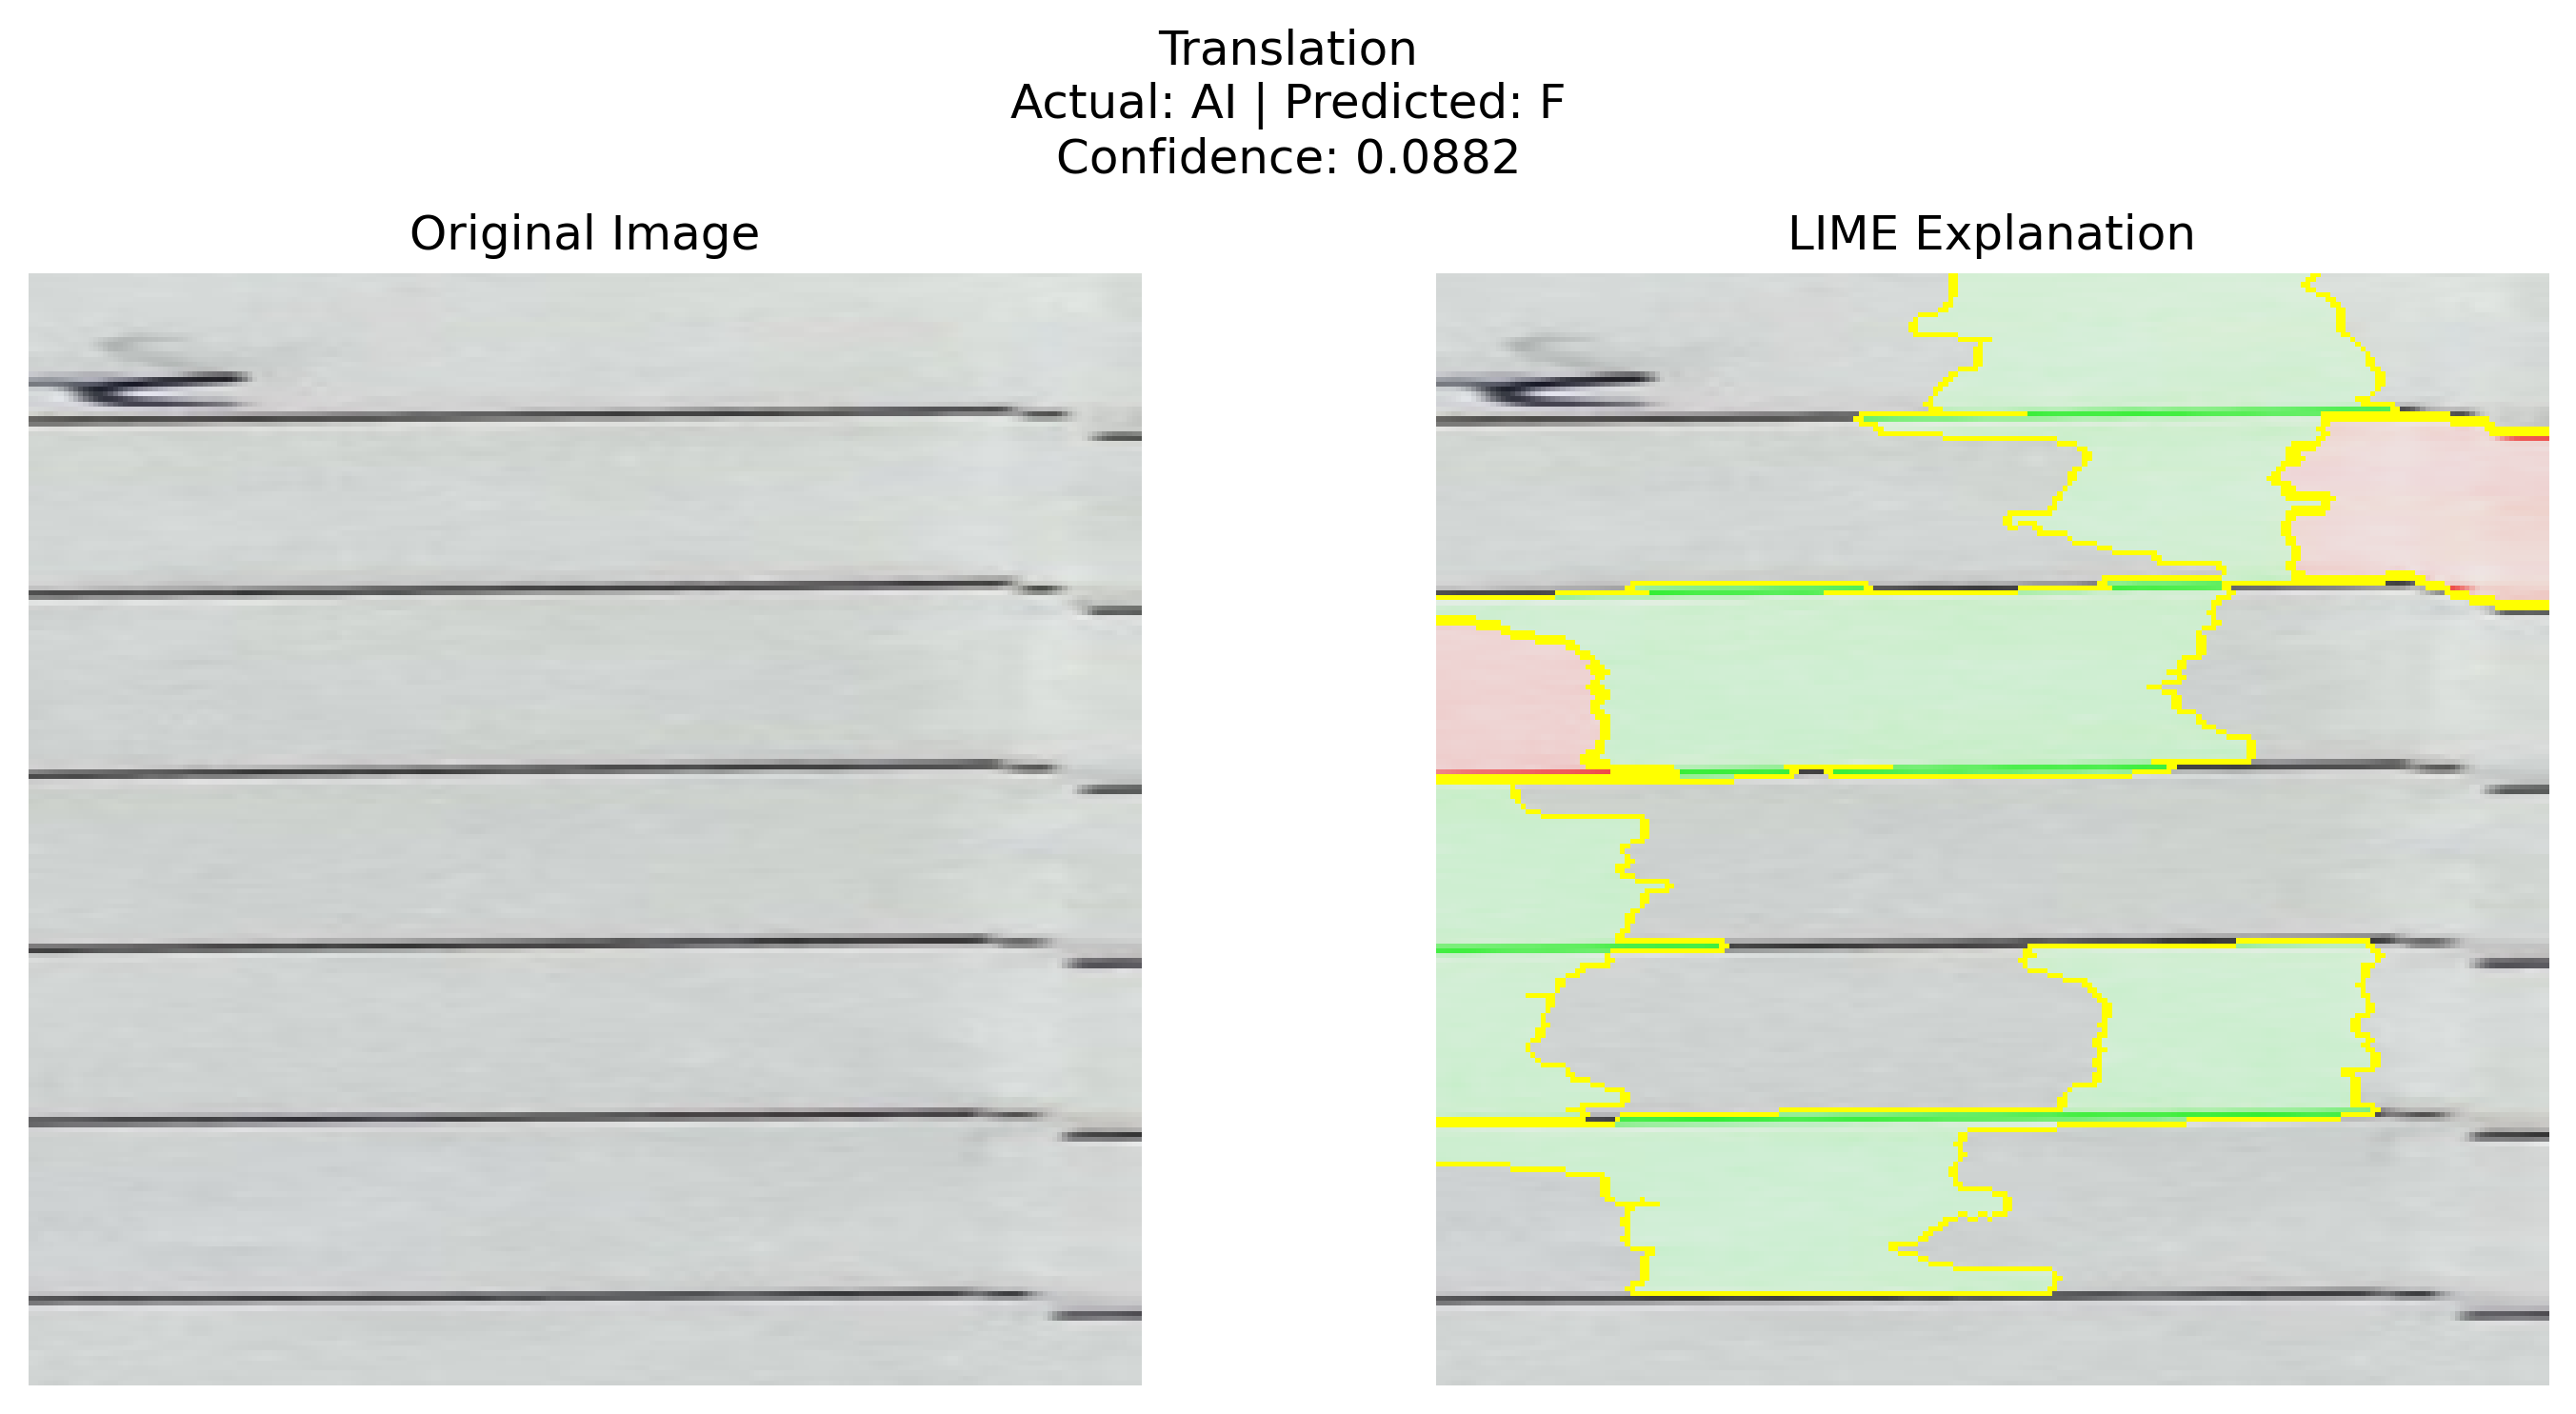 Translation
Actual: AI | Predicted: F
Confidence: 0.0882
Original Image
LIME Explanation